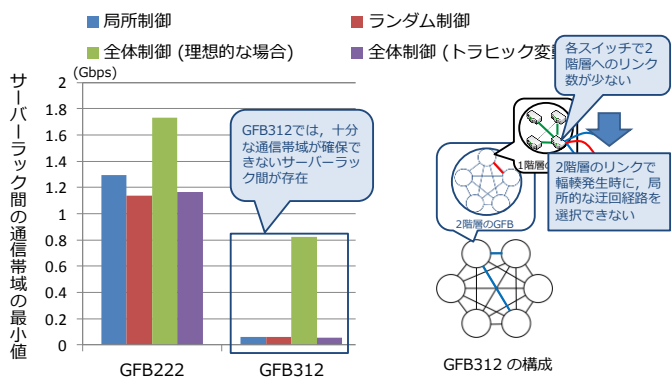 局所制御
ランダム制御
全体制御 (理想的な場合)
全体制御 (トラヒック変動
サーバーラック間の通信帯域の最小値
(Gbps)
2
1.8
1.6
1.4
1.2
1
0.8
0.6
0.4
0.2
0
GFB222
GFB312
GFB312では，十分
な通信帯域が確保で
きないサーバーラック
間が存在
各スイッチで2
階層へのリンク
数が少ない
1階層の
2階層のリンクで
輻輳発生時に，局
所的な迂回経路を
選択できない
2階層のGFB
GFB312 の構成